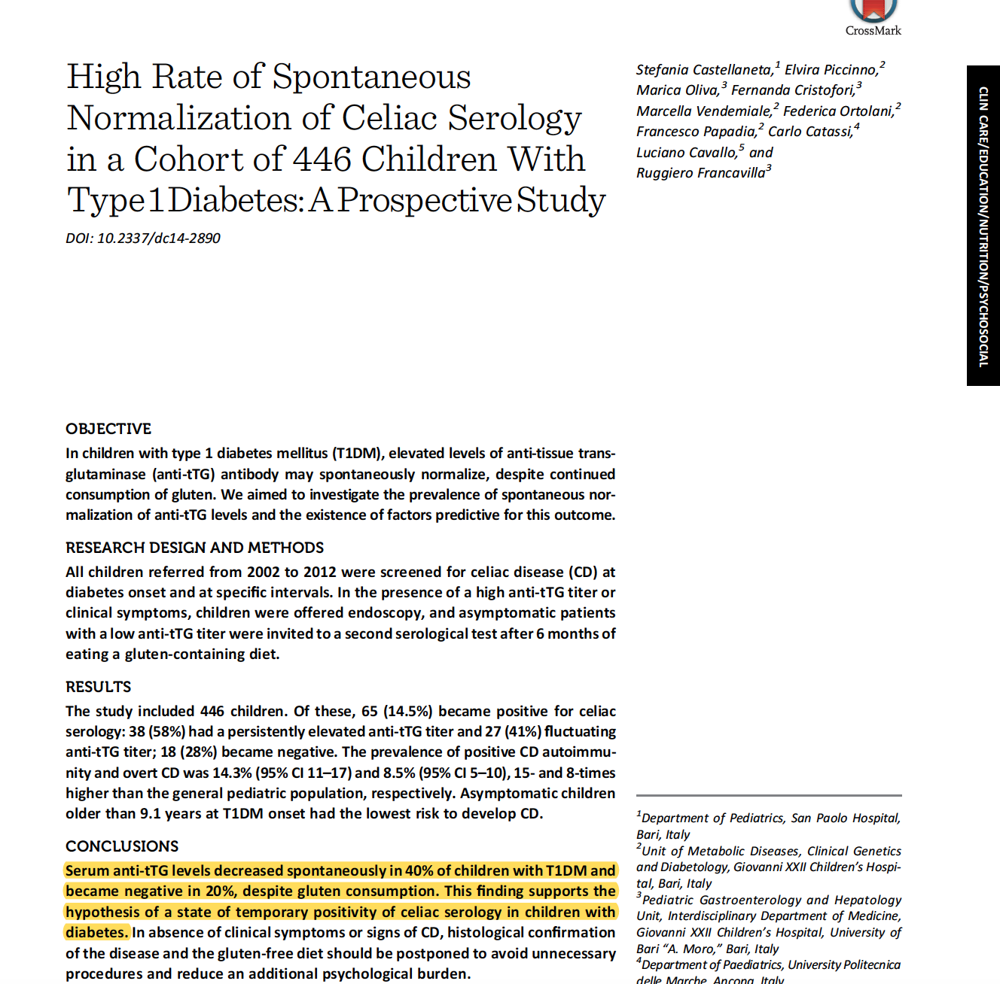 CrossMark
High Rate of Spontaneous
Normalization of Celiac Serology
in a Cohort of 446 Children With
Type 1 Diabetes: A Prospective Study
DOI: 10.2337/dc14-2890
Stefania Castellaneta,1 Elvira Piccinno,2
Marica Oliva,3 Fernanda Cristofori,3
Marcella Vendemiale,2 Federica Ortolani,2
Francesco Papadia,2 Carlo Catassi,4
Luciano Cavallo,5 and
Ruggiero Francavilla3
CLIN CARE/EDUCATION/NUTRITION/PSYCHOSOCIAL
OBJECTIVE
In children with type 1 diabetes mellitus (T1DM), elevated levels of anti-tissue trans-
glutaminase (anti-tTG) antibody may spontaneously normalize, despite continued
consumption of gluten. We aimed to investigate the prevalence of spontaneous nor-
malization of anti-tTG levels and the existence of factors predictive for this outcome.
RESEARCH DESIGN AND METHODS
All children referred from 2002 to 2012 were screened for celiac disease (CD) at
diabetes onset and at specific intervals. In the presence of a high anti-tTG titer or
clinical symptoms, children were offered endoscopy, and asymptomatic patients
with a low anti-tTG titer were invited to a second serological test after 6 months of
eating a gluten-containing diet.
RESULTS
The study included 446 children. Of these, 65 (14.5%) became positive for celiac
serology: 38 (58%) had a persistently elevated anti-tTG titer and 27 (41%) fluctuating
anti-tTG titer; 18 (28%) became negative. The prevalence of positive CD autoimmu-
nity and overt CD was 14.3% (95% CI 11–17) and 8.5% (95% CI 5–10), 15- and 8-times
higher than the general pediatric population, respectively. Asymptomatic children
older than 9.1 years at T1DM onset had the lowest risk to develop CD.
CONCLUSIONS
Serum anti-tTG levels decreased spontaneously in 40% of children with T1DM and
became negative in 20%, despite gluten consumption. This finding supports the
hypothesis of a state of temporary positivity of celiac serology in children with
diabetes. In absence of clinical symptoms or signs of CD, histological confirmation
of the disease and the gluten-free diet should be postponed to avoid unnecessary
procedures and reduce an additional psychological burden.
1Department of Pediatrics, San Paolo Hospital,
Bari, Italy
2Unit of Metabolic Diseases, Clinical Genetics
and Diabetology, Giovanni XXII Children's Hospi-
tal, Bari, Italy
3Pediatric Gastroenterology and Hepatology
Unit, Interdisciplinary Department of Medicine,
Giovanni XXII Children's Hospital, University of
Bari "A. Moro," Bari, Italy
4Department of Paediatrics, University Politecnica
delle Marche, Ancona, Italy